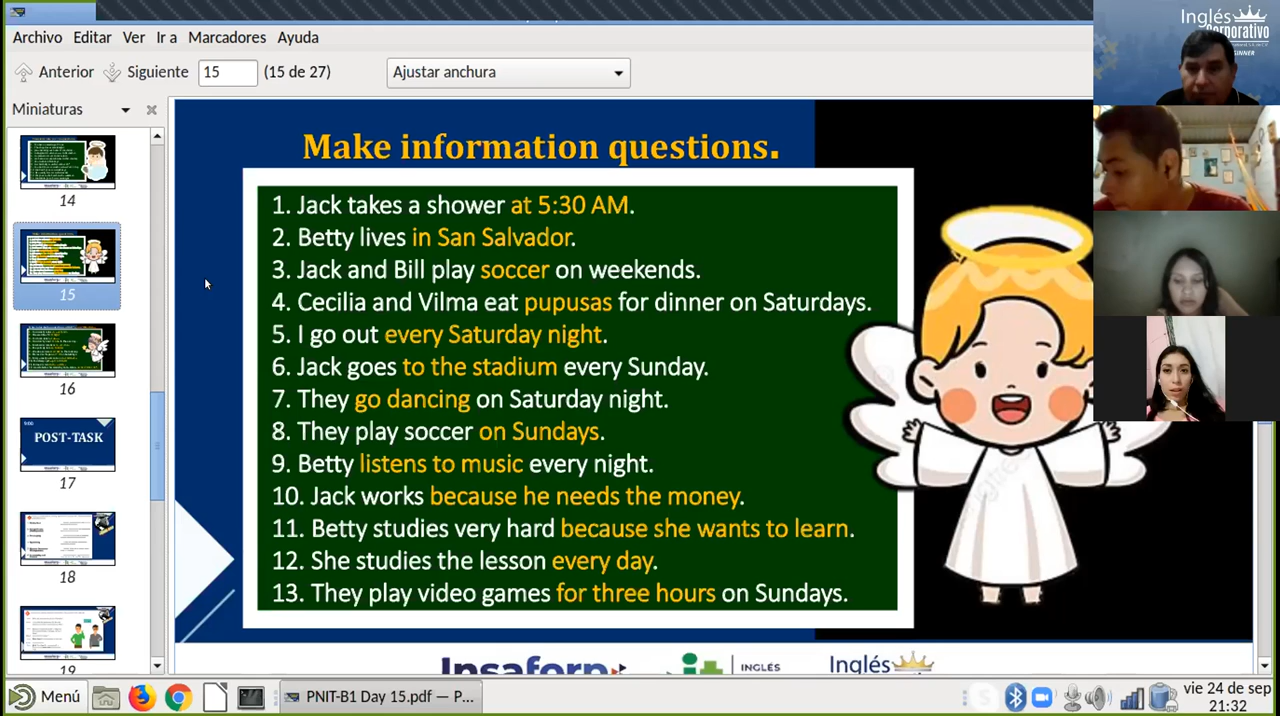 Archivo Editar Ver Ir a Marcadores Ayuda
Anterior Siguiente 15 (15 de 27) Ajustar anchura
Miniaturas
14
15
16
POST-TASK
17
18
19
Make information questions.
1. Jack takes a shower at 5:30 AM.
2. Betty lives in San Salvador.
3. Jack and Bill play soccer on weekends.
4. Cecilia and Vilma eat pupusas for dinner on Saturdays.
5. I go out every Saturday night.
6. Jack goes to the stadium every Sunday.
7. They go dancing on Saturday night.
8. They play soccer on Sundays.
9. Betty listens to music every night.
10. Jack works because he needs the money.
11. Betty studies very hard because she wants to learn.
12. She studies the lesson every day.
13. They play video games for three hours on Sundays.
Insaforp
INGLÉS
Inglés
Inglés
Corporativo
Menú
PNIT-B1 Day 15.pdf — P...
vie 24 de sep
21:32